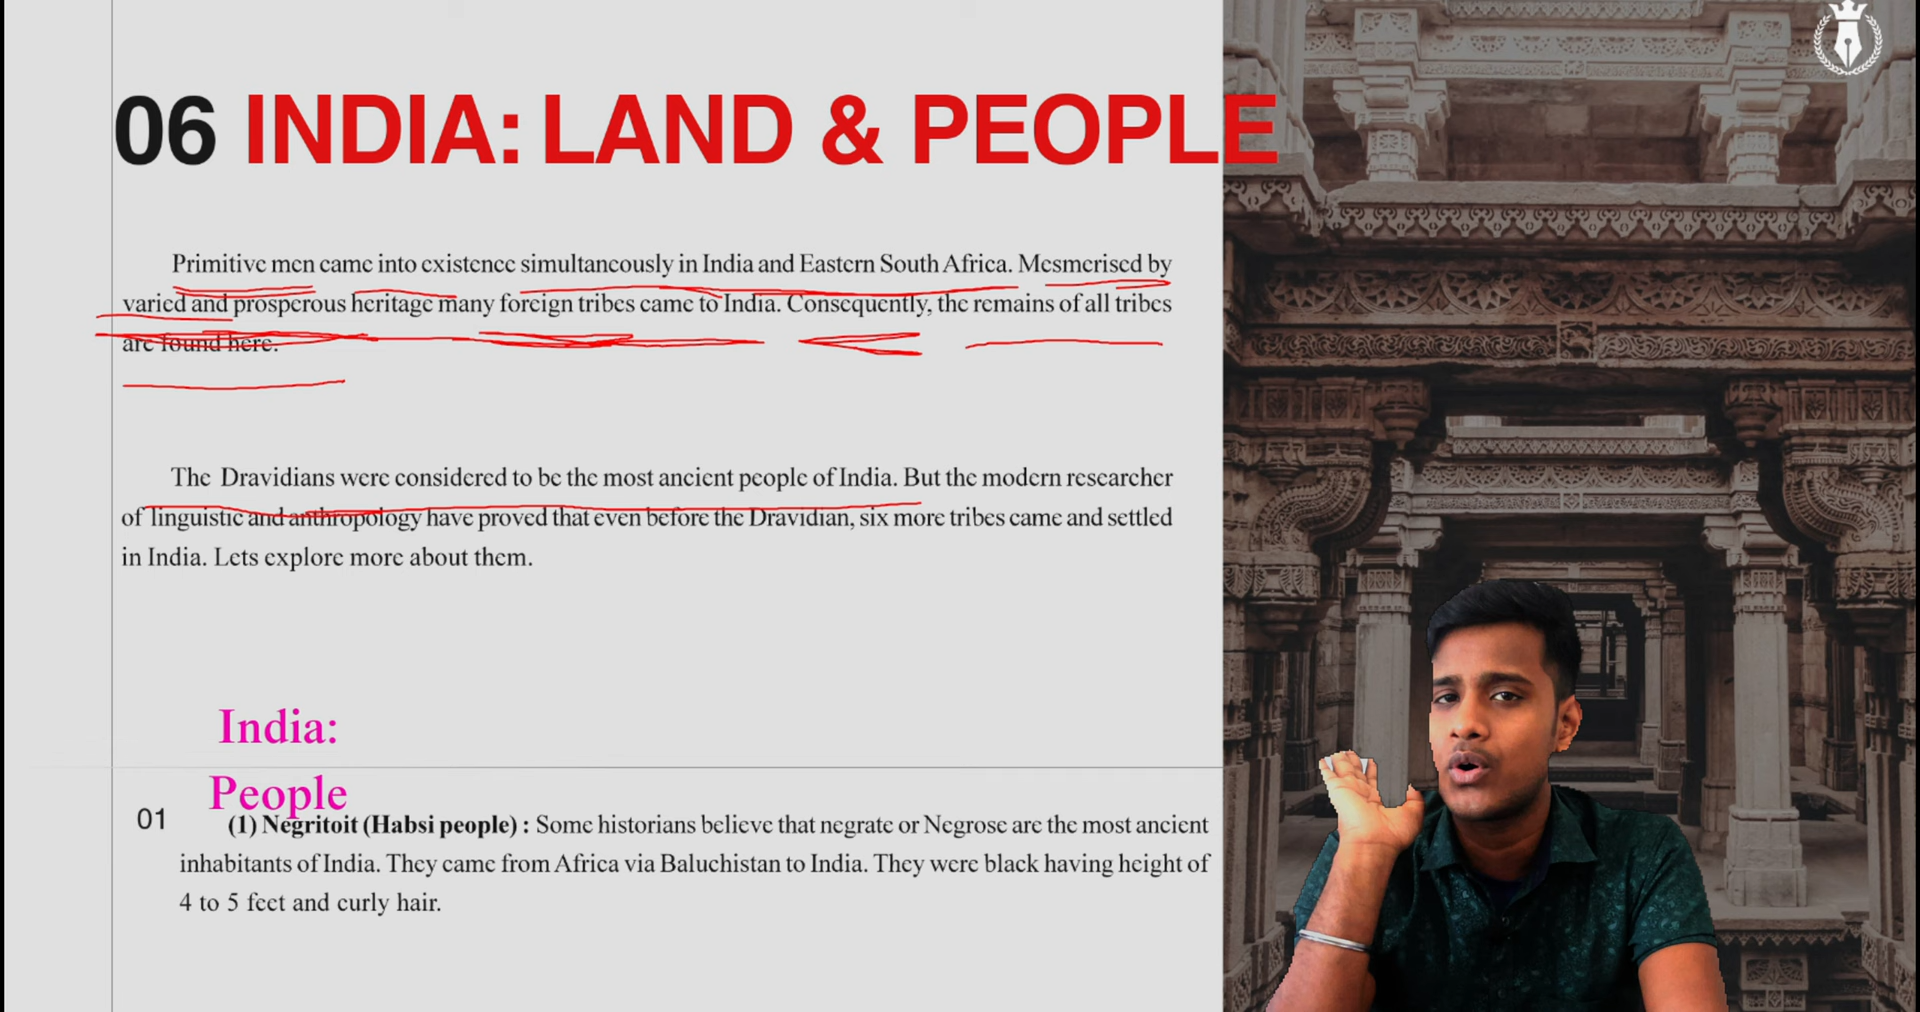 06 INDIA: LAND & PEOPLE
Primitive men came into existence simultaneously in India and Eastern South Africa. Mesmerised by
varied and prosperous heritage many foreign tribes came to India. Consequently, the remains of all tribes
are found here.
The Dravidians were considered to be the most ancient people of India. But the modern researcher
of linguistic and anthropology have proved that even before the Dravidian, six more tribes came and settled
in India. Lets explore more about them.
India:
People
01 (1) Negritoit (Habsi people) : Some historians believe that negrate or Negrose are the most ancient
inhabitants of India. They came from Africa via Baluchistan to India. They were black having height of
4 to 5 feet and curly hair.